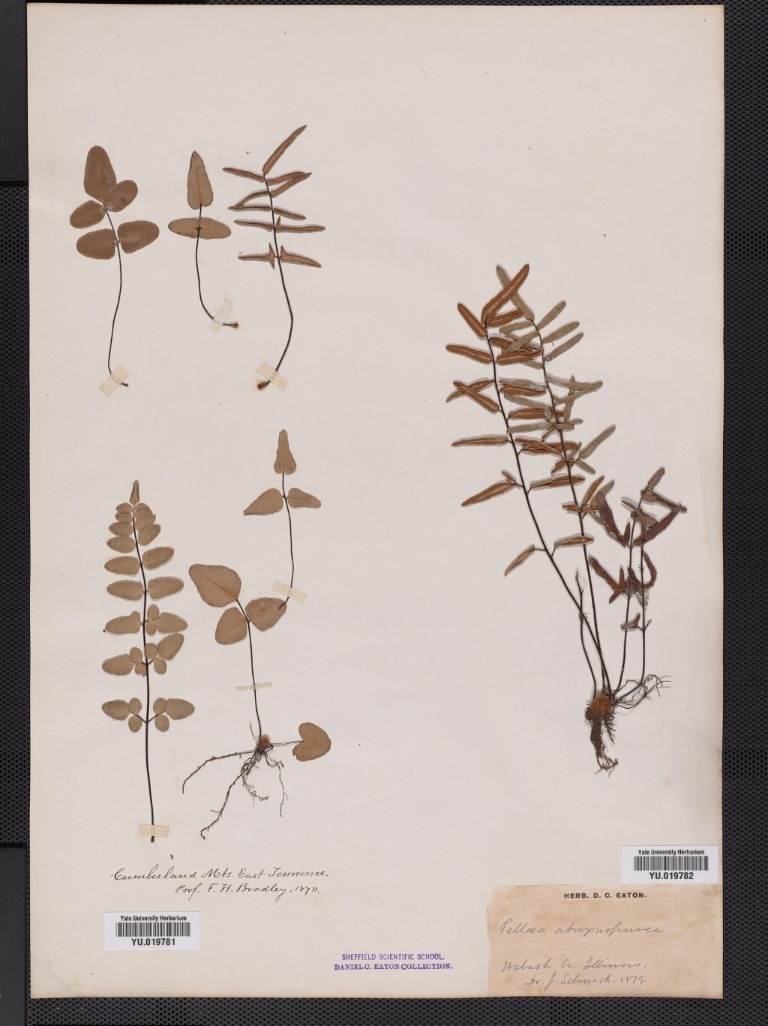 Cumberland Mts. East Tennessee.
Prof. F. H. Bradley, 1870.
Yale University Herbarium
YU.019781
SHEFFIELD SCIENTIFIC SCHOOL,
DANIEL C. EATON COLLECTION.
Yale University Herbarium
YU.019782
HERB. D. C. EATON.
Pellaea atropurpurea
Wabash Co. Illinois.
Dr. J. Schneck. 1879.